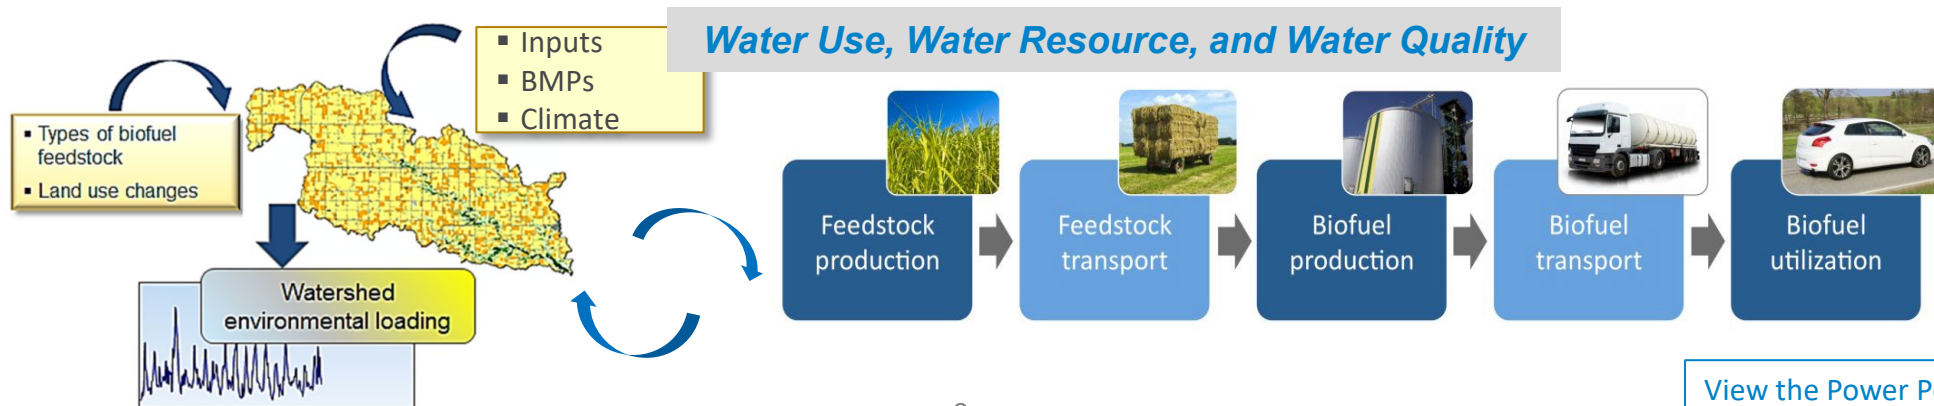 Water Use, Water Resource, and Water Quality
▪ Inputs
▪ BMPs
▪ Climate
▪ Types of biofuel
feedstock
▪ Land use changes
Watershed
environmental loading
Feedstock
production
Feedstock
transport
Biofuel
production
Biofuel
transport
Biofuel
utilization
View the Power